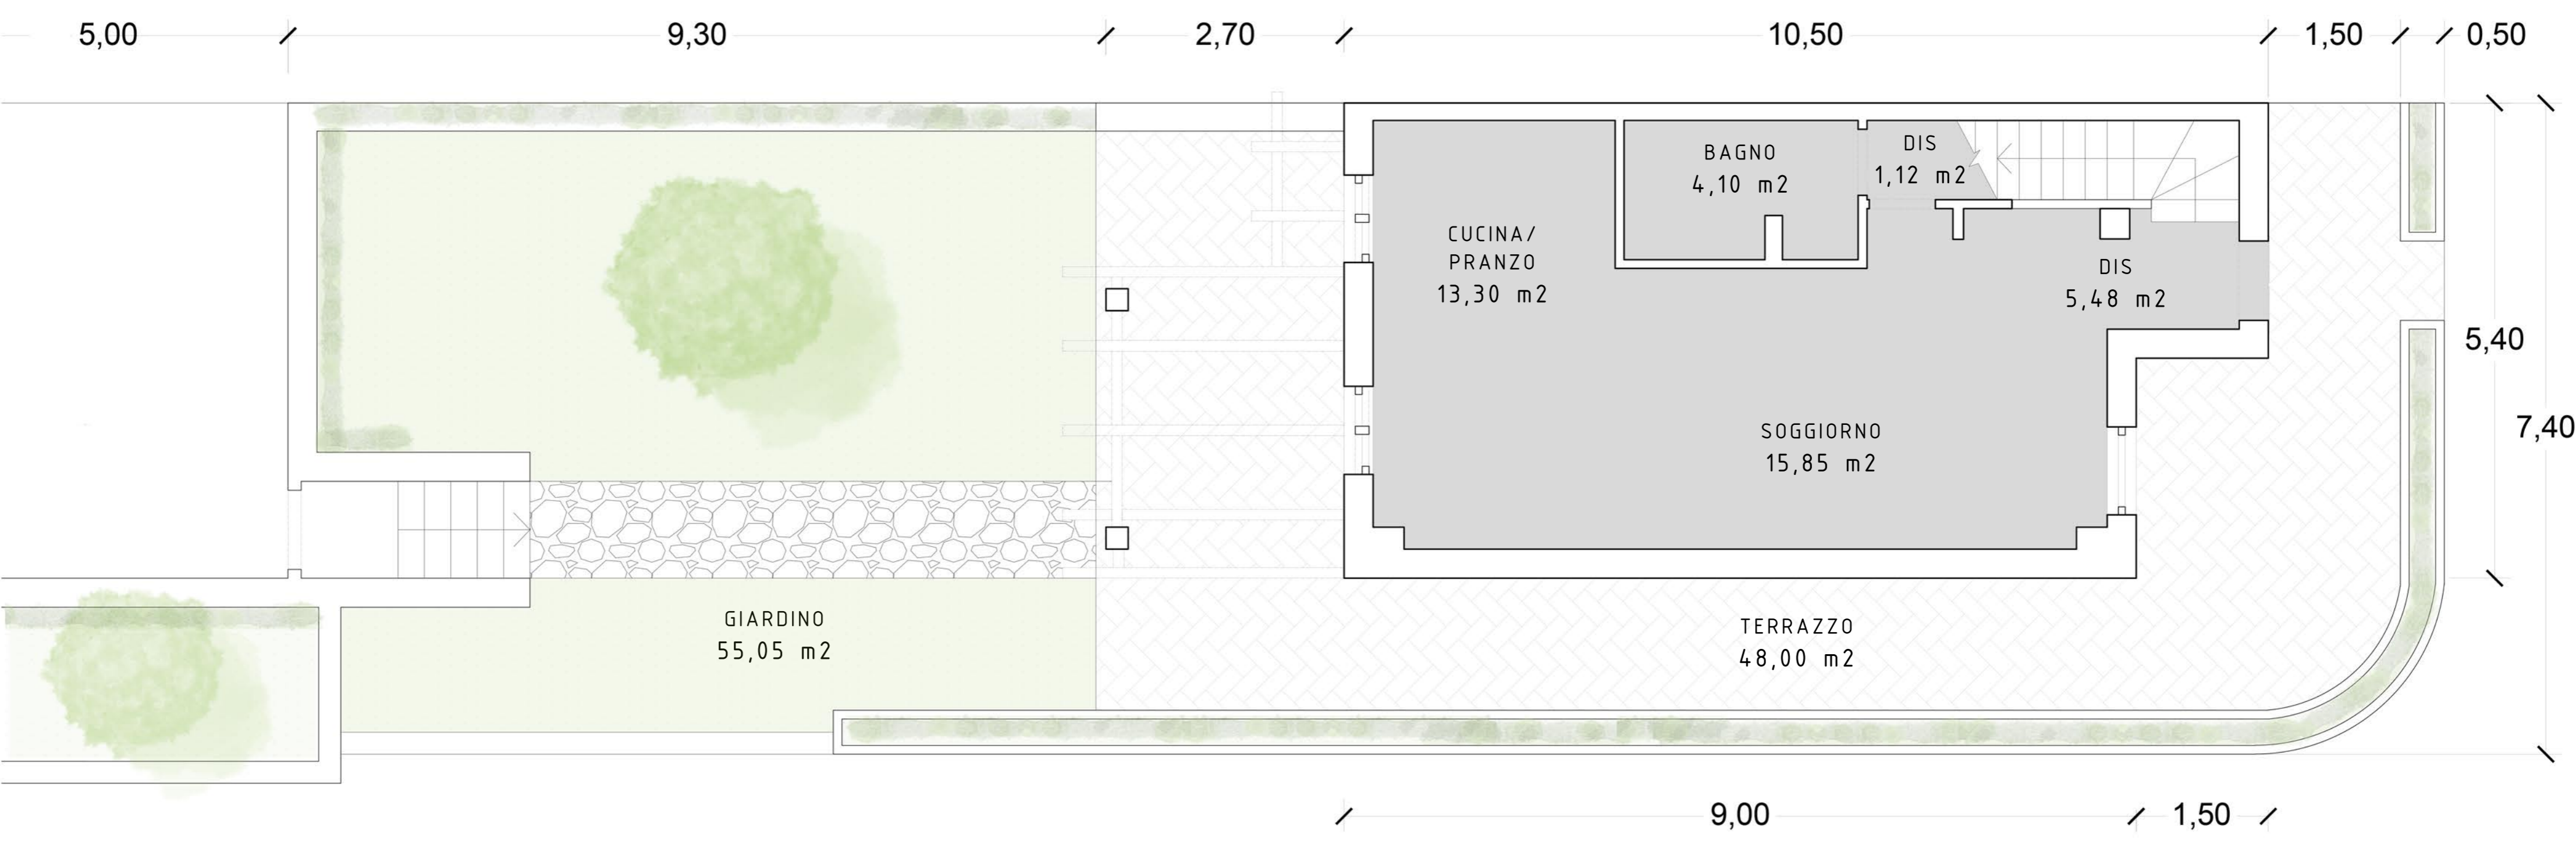 5,00
9,30
2,70
10,50
1,50
0,50
BAGNO
4,10 m2
DIS
1,12 m2
CUCINA/
PRANZO
13,30 m2
DIS
5,48 m2
5,40
7,40
SOGGIORNO
15,85 m2
GIARDINO
55,05 m2
TERRAZZO
48,00 m2
9,00
1,50